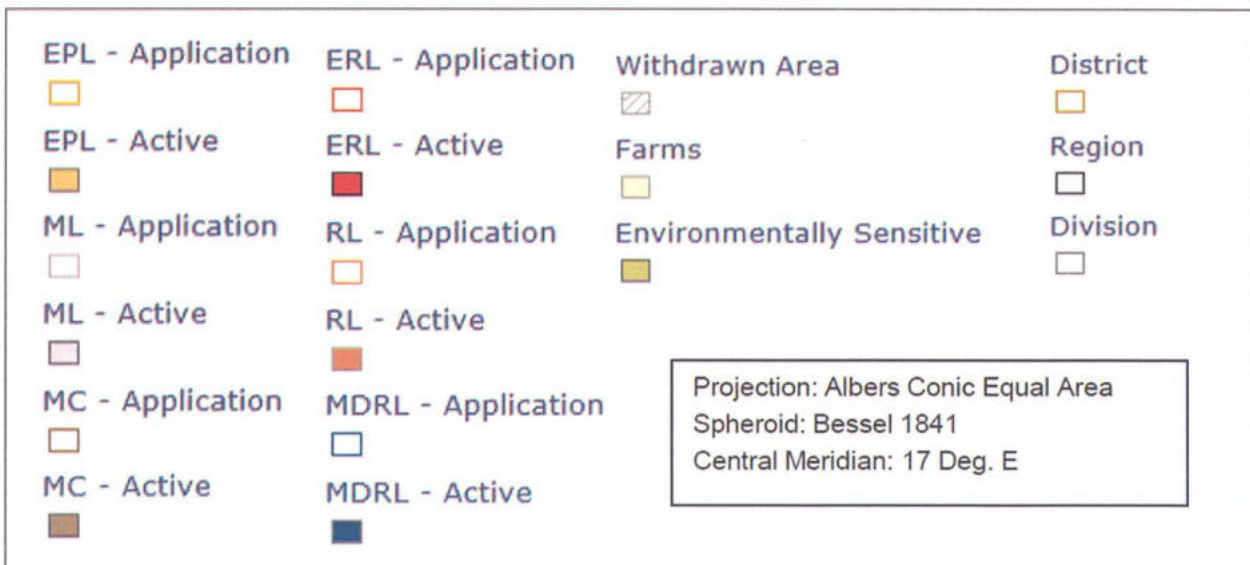 EPL - Application
EPL - Active
ML - Application
ML - Active
MC - Application
MC - Active
ERL - Application
ERL - Active
RL - Application
RL - Active
MDRL - Application
MDRL - Active
Withdrawn Area
Farms
Environmentally Sensitive
District
Region
Division
Projection: Albers Conic Equal Area
Spheroid: Bessel 1841
Central Meridian: 17 Deg. E